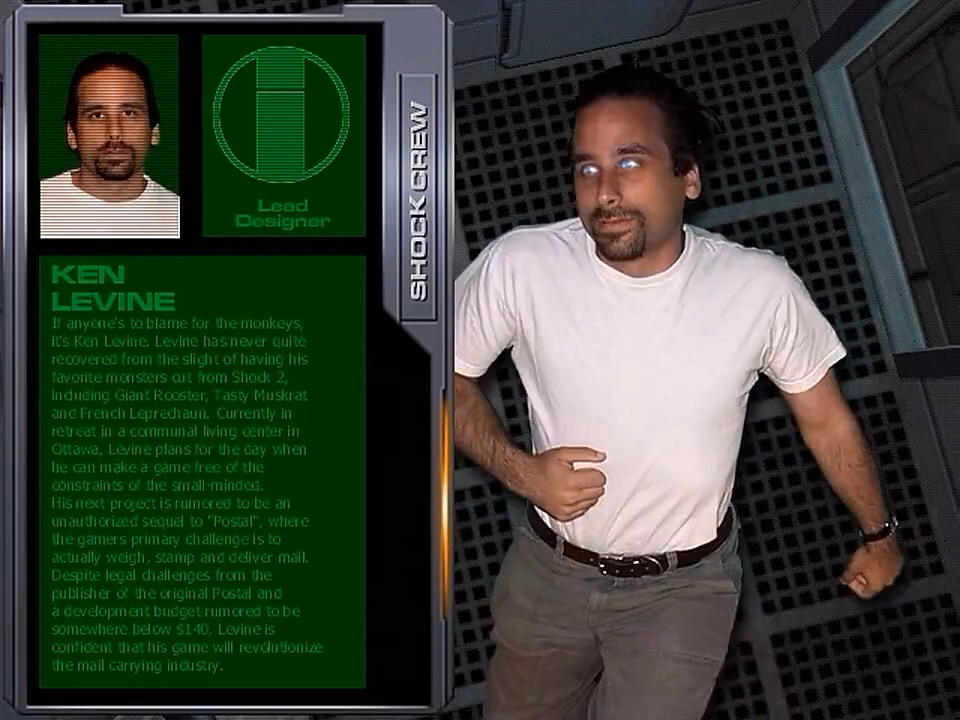 Lead
Designer
SHOCK CREW
KEN
LEVINE
If anyone's to blame for the monkeys,
it's Ken Levine. Levine has never quite
recovered from the slight of having his
favorite monsters cut from Shock 2,
including Giant Rooster, Tasty Muskrat
and French Leprechaun. Currently in
retreat in a communal living center in
Ottawa, Levine plans for the day when
he can make a game free of the
constraints of the small-minded.
His next project is rumored to be an
unauthorized sequel to "Postal", where
the gamers primary challenge is to
actually weigh, stamp and deliver mail.
Despite legal challenges from the
publisher of the original Postal and
a development budget rumored to be
somewhere below $140, Levine is
confident that his game will revolutionize
the mail carrying industry.